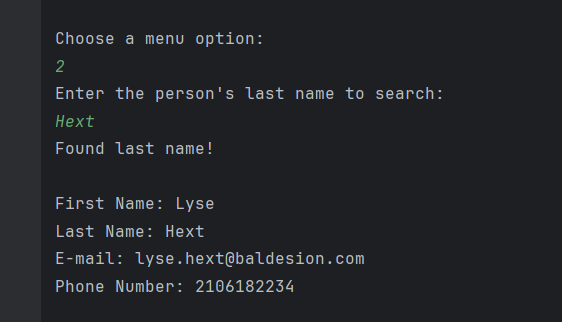 Choose a menu option:
2
Enter the person's last name to search:
Hext
Found last name!
First Name: Lyse
Last Name: Hext
E-mail: lyse.hext@baldesion.com
Phone Number: 2106182234